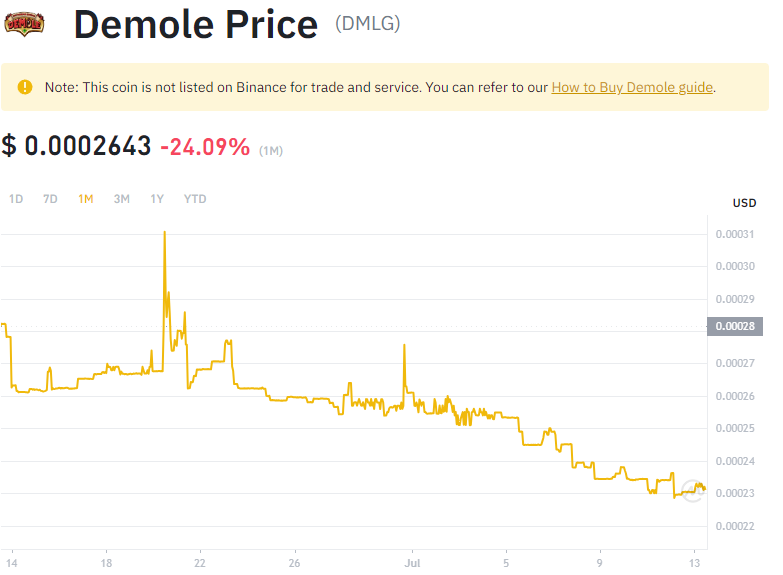 DEMOLE
Demole Price (DMLG)
Note: This coin is not listed on Binance for trade and service. You can refer to our How to Buy Demole guide.
$ 0.0002643 -24.09% (1M)
1D 7D 1M 3M 1Y YTD
USD
0.00031
0.00030
0.00029
0.00028
0.00027
0.00026
0.00025
0.00024
0.00023
0.00022
14 18 22 26 Jul 5 9 13